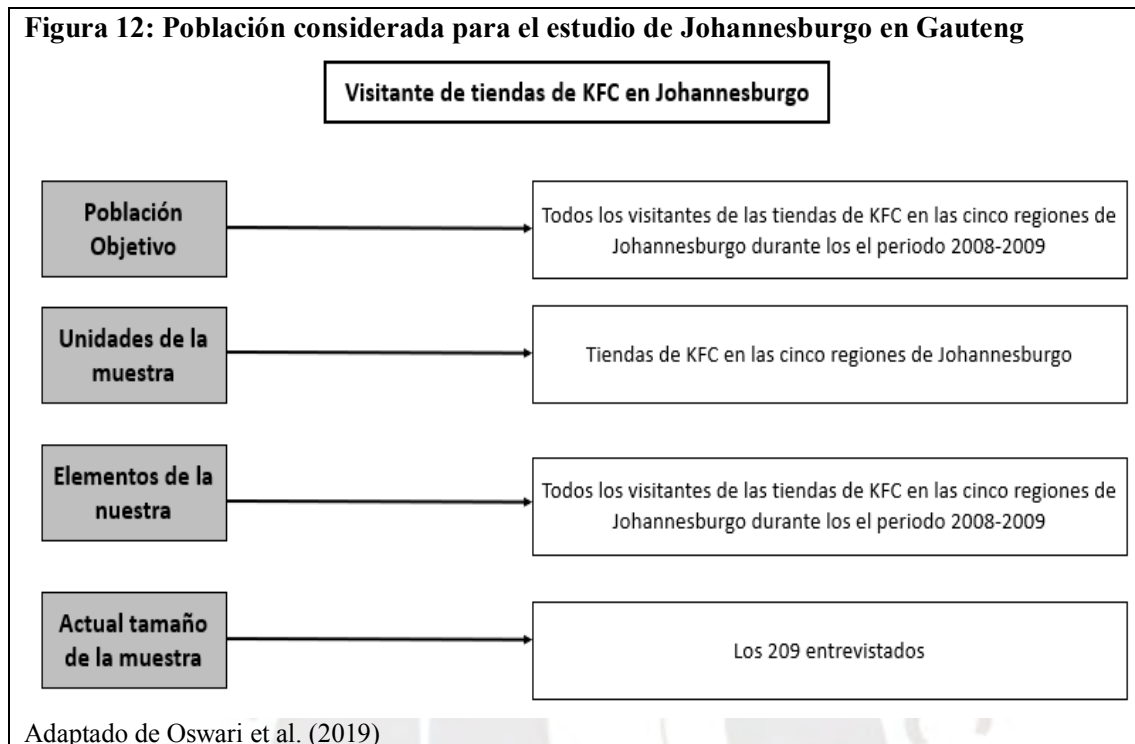 Figura 12: Población considerada para el estudio de Johannesburgo en Gauteng
Visitante de tiendas de KFC en Johannesburgo
Población
Objetivo
Todos los visitantes de las tiendas de KFC en las cinco regiones de
Johannesburgo durante los el periodo 2008-2009
Unidades de la
muestra
Tiendas de KFC en las cinco regiones de Johannesburgo
Elementos de la
nuestra
Todos los visitantes de las tiendas de KFC en las cinco regiones de
Johannesburgo durante los el periodo 2008-2009
Actual tamaño
de la muestra
Los 209 entrevistados
Adaptado de Oswari et al. (2019)